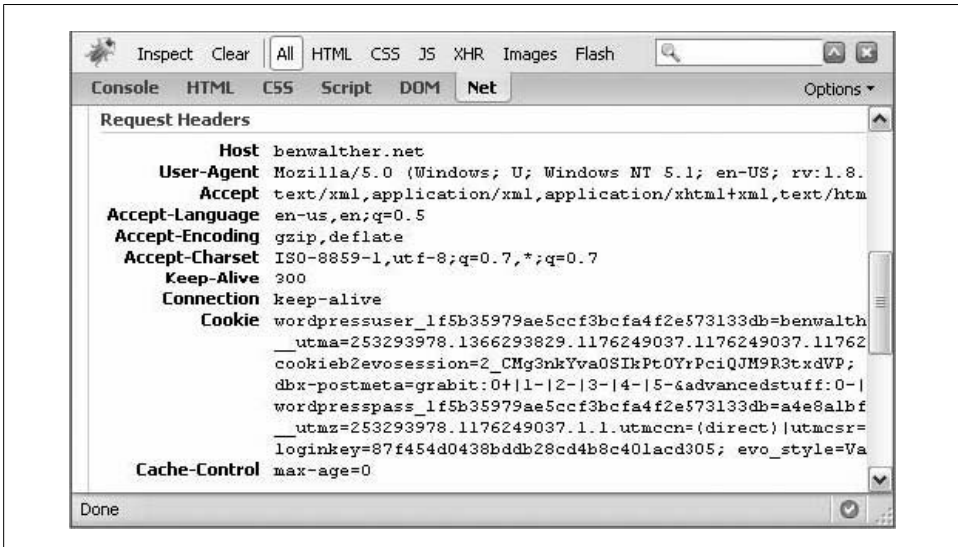 Inspect Clear All HTML CSS JS XHR Images Flash
Console HTML CSS Script DOM Net Options
Request Headers
Host benwalther.net
User-Agent Mozilla/5.0 (Windows; U; Windows NT 5.1; en-US; rv:1.8.
Accept text/xml,application/xml,application/xhtml+xml,text/htm
Accept-Language en-us,en;q=0.5
Accept-Encoding gzip,deflate
Accept-Charset ISO-8859-1,utf-8;q=0.7,*;q=0.7
Keep-Alive 300
Connection keep-alive
Cookie wordpressuser_1f5b35979ae5ccf3bcfa4f2e573133db=benwalth
__utma=253293978.1366293829.1176249037.1176249037.11762
cookieb2evosession=2_CMg3nkYva0SIkPt0YrPciQJM9R3txdVP;
dbx-postmeta=grabit:0+|1-|2-|3-|4-|5-&advancedstuff:0-|
wordpresspass_1f5b35979ae5ccf3bcfa4f2e573133db=a4e8a1bf
__utmz=253293978.1176249037.1.1.utmccn=(direct)|utmcsr=
loginkey=87f454d0438bddb28cd4b8c401acd305; evo_style=Va
Cache-Control max-age=0
Done